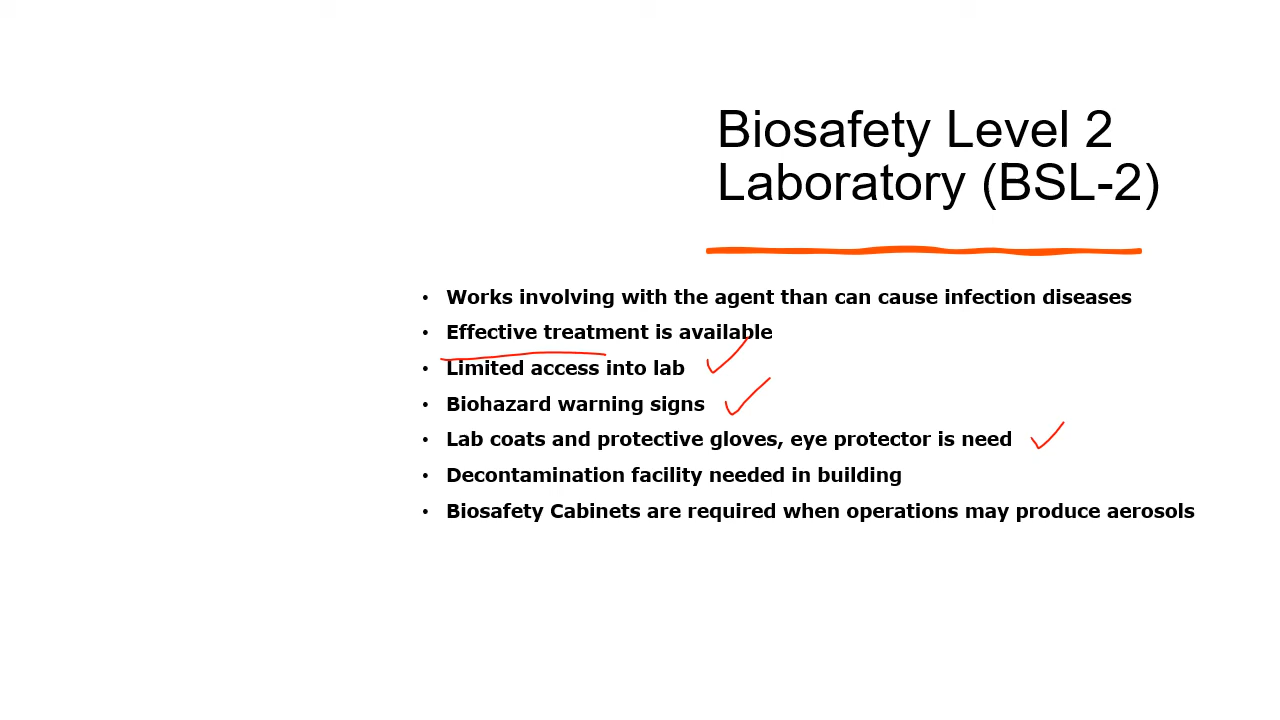 Biosafety Level 2
Laboratory (BSL-2)
• Works involving with the agent than can cause infection diseases
• Effective treatment is available
• Limited access into lab
• Biohazard warning signs
• Lab coats and protective gloves, eye protector is need
• Decontamination facility needed in building
• Biosafety Cabinets are required when operations may produce aerosols